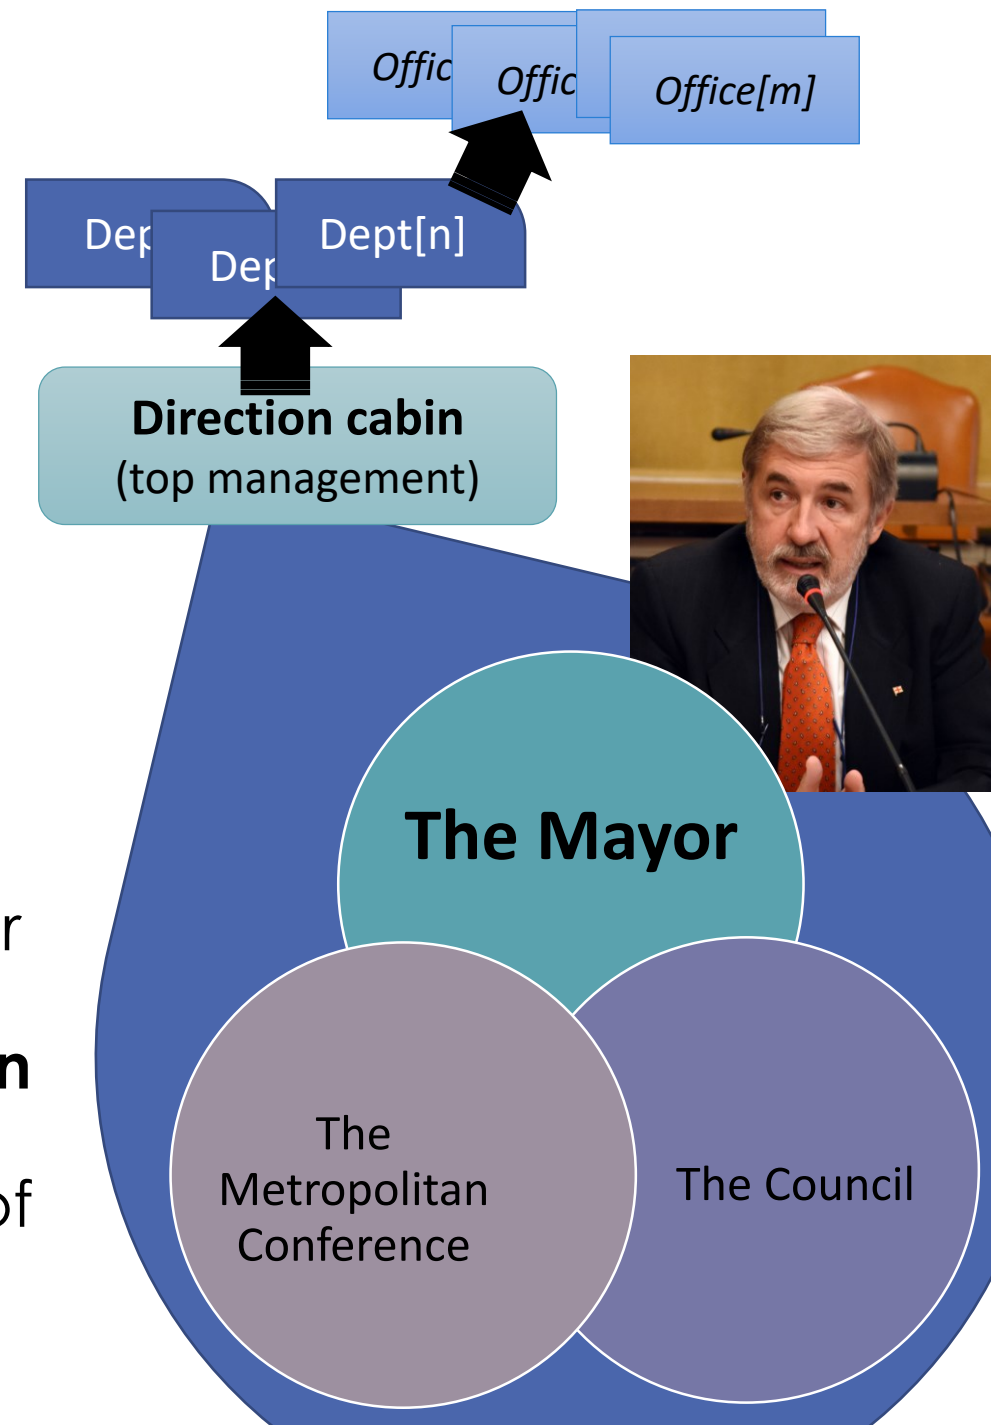 Offic
Offic
Office[m]
Dep
Dep
Dept[n]
Direction cabin
(top management)
The Mayor
r
n
of
The
Metropolitan
Conference
The Council